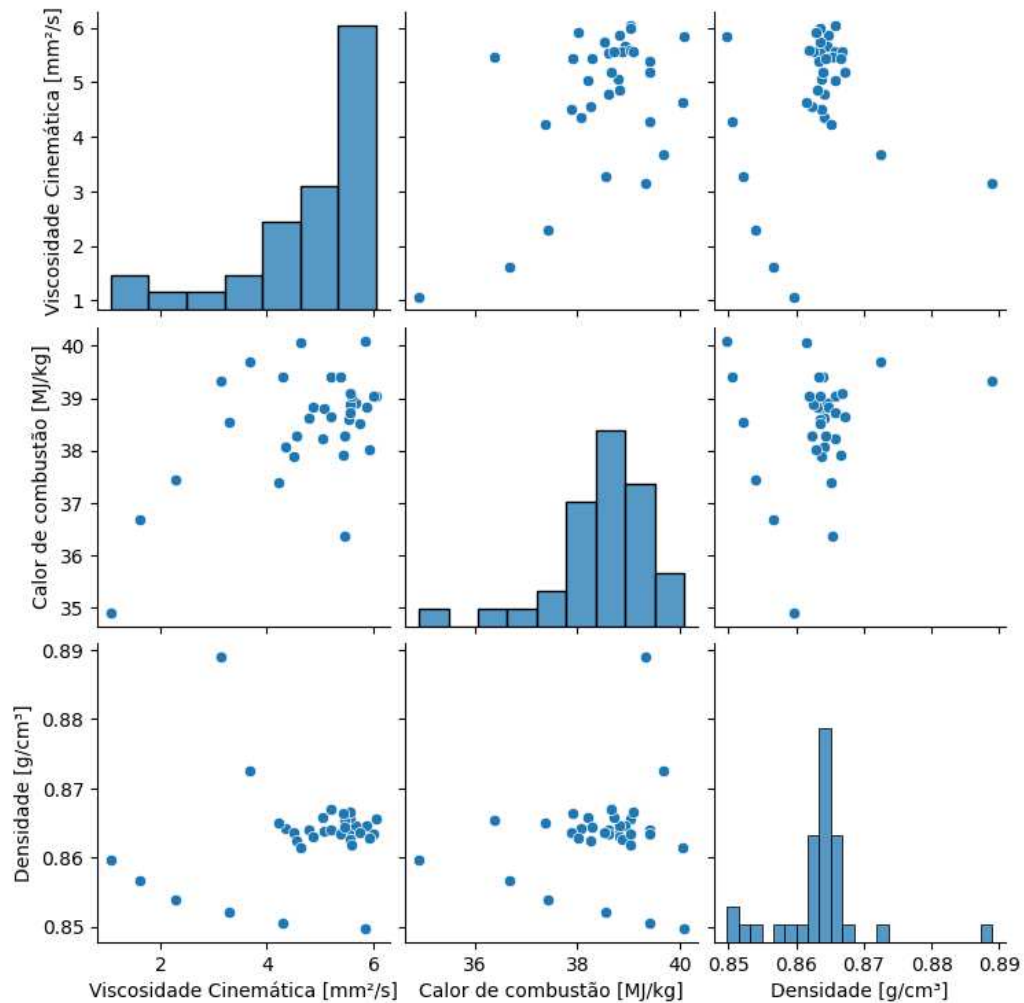 Viscosidade Cinemática [mm²/s]
6
5
4
3
2
1
Calor de combustão [MJ/kg]
40
39
38
37
36
35
Densidade [g/cm³]
0.89
0.88
0.87
0.86
0.85
2 4 6
36 38 40
0.85 0.86 0.87 0.88 0.89
Viscosidade Cinemática [mm²/s] Calor de combustão [MJ/kg] Densidade [g/cm³]